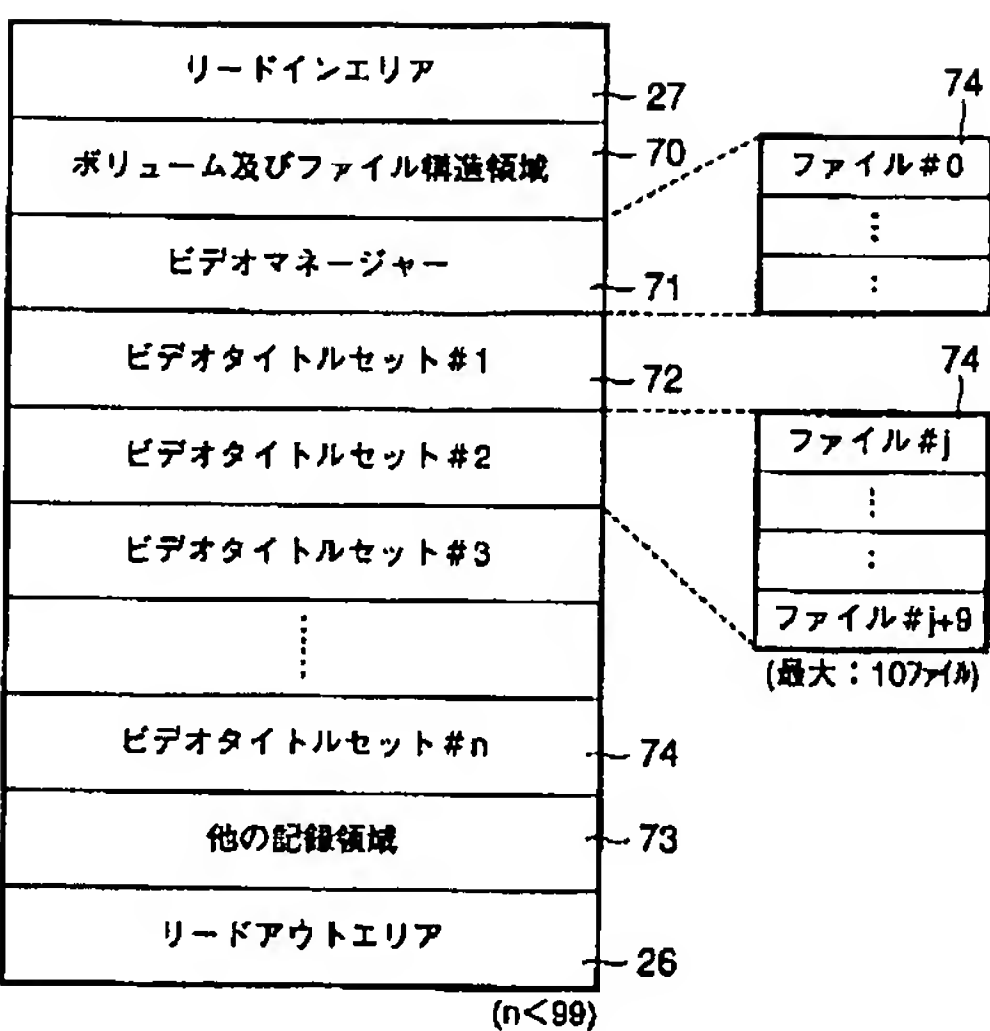 リードインエリア
27
ボリューム及びファイル構造領域
70
ビデオマネージャー
71
ビデオタイトルセット#1
72
ビデオタイトルセット#2
ビデオタイトルセット#3
ビデオタイトルセット#n
74
他の記録領域
73
リードアウトエリア
26
(n<99)
74
ファイル#0
74
ファイル#j
ファイル#j+9
(最大:10ファイル)